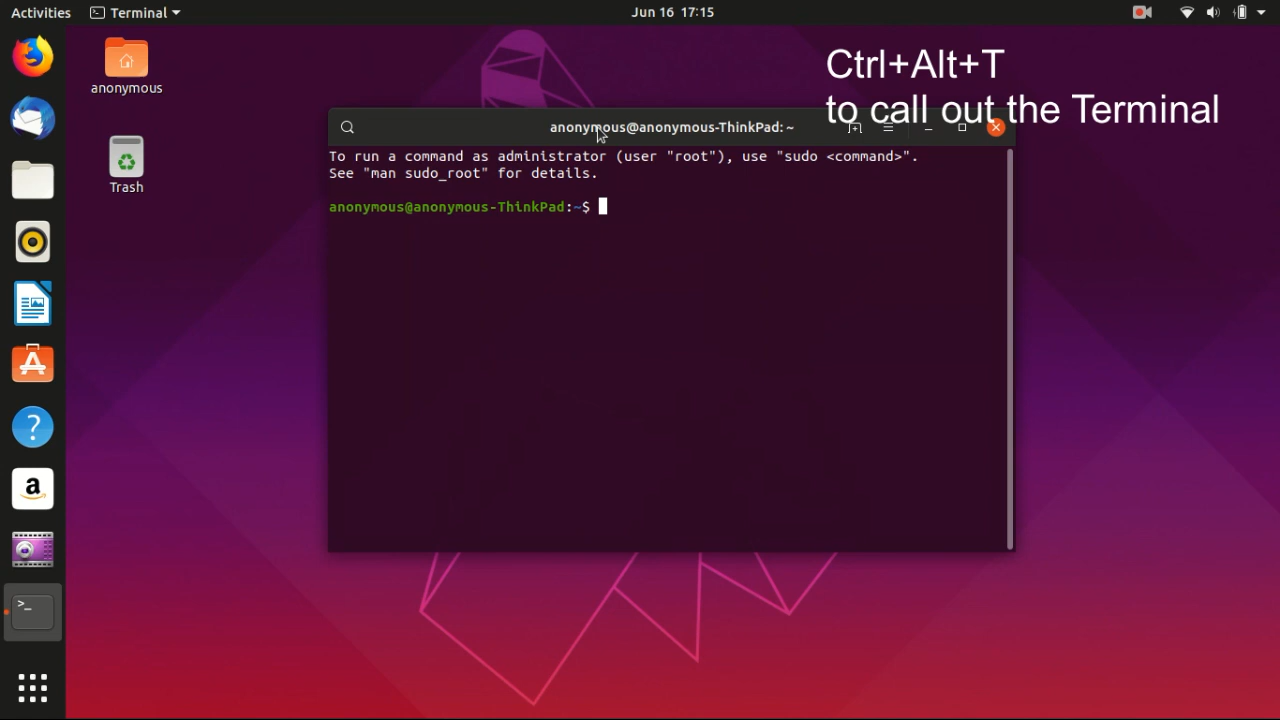 Activities
Terminal
Jun 16 17:15
anonymous
Trash
Ctrl+Alt+T
to call out the Terminal
anonymous@anonymous-ThinkPad: ~
To run a command as administrator (user "root"), use "sudo <command>".
See "man sudo_root" for details.
anonymous@anonymous-ThinkPad:~$
>_
?
a